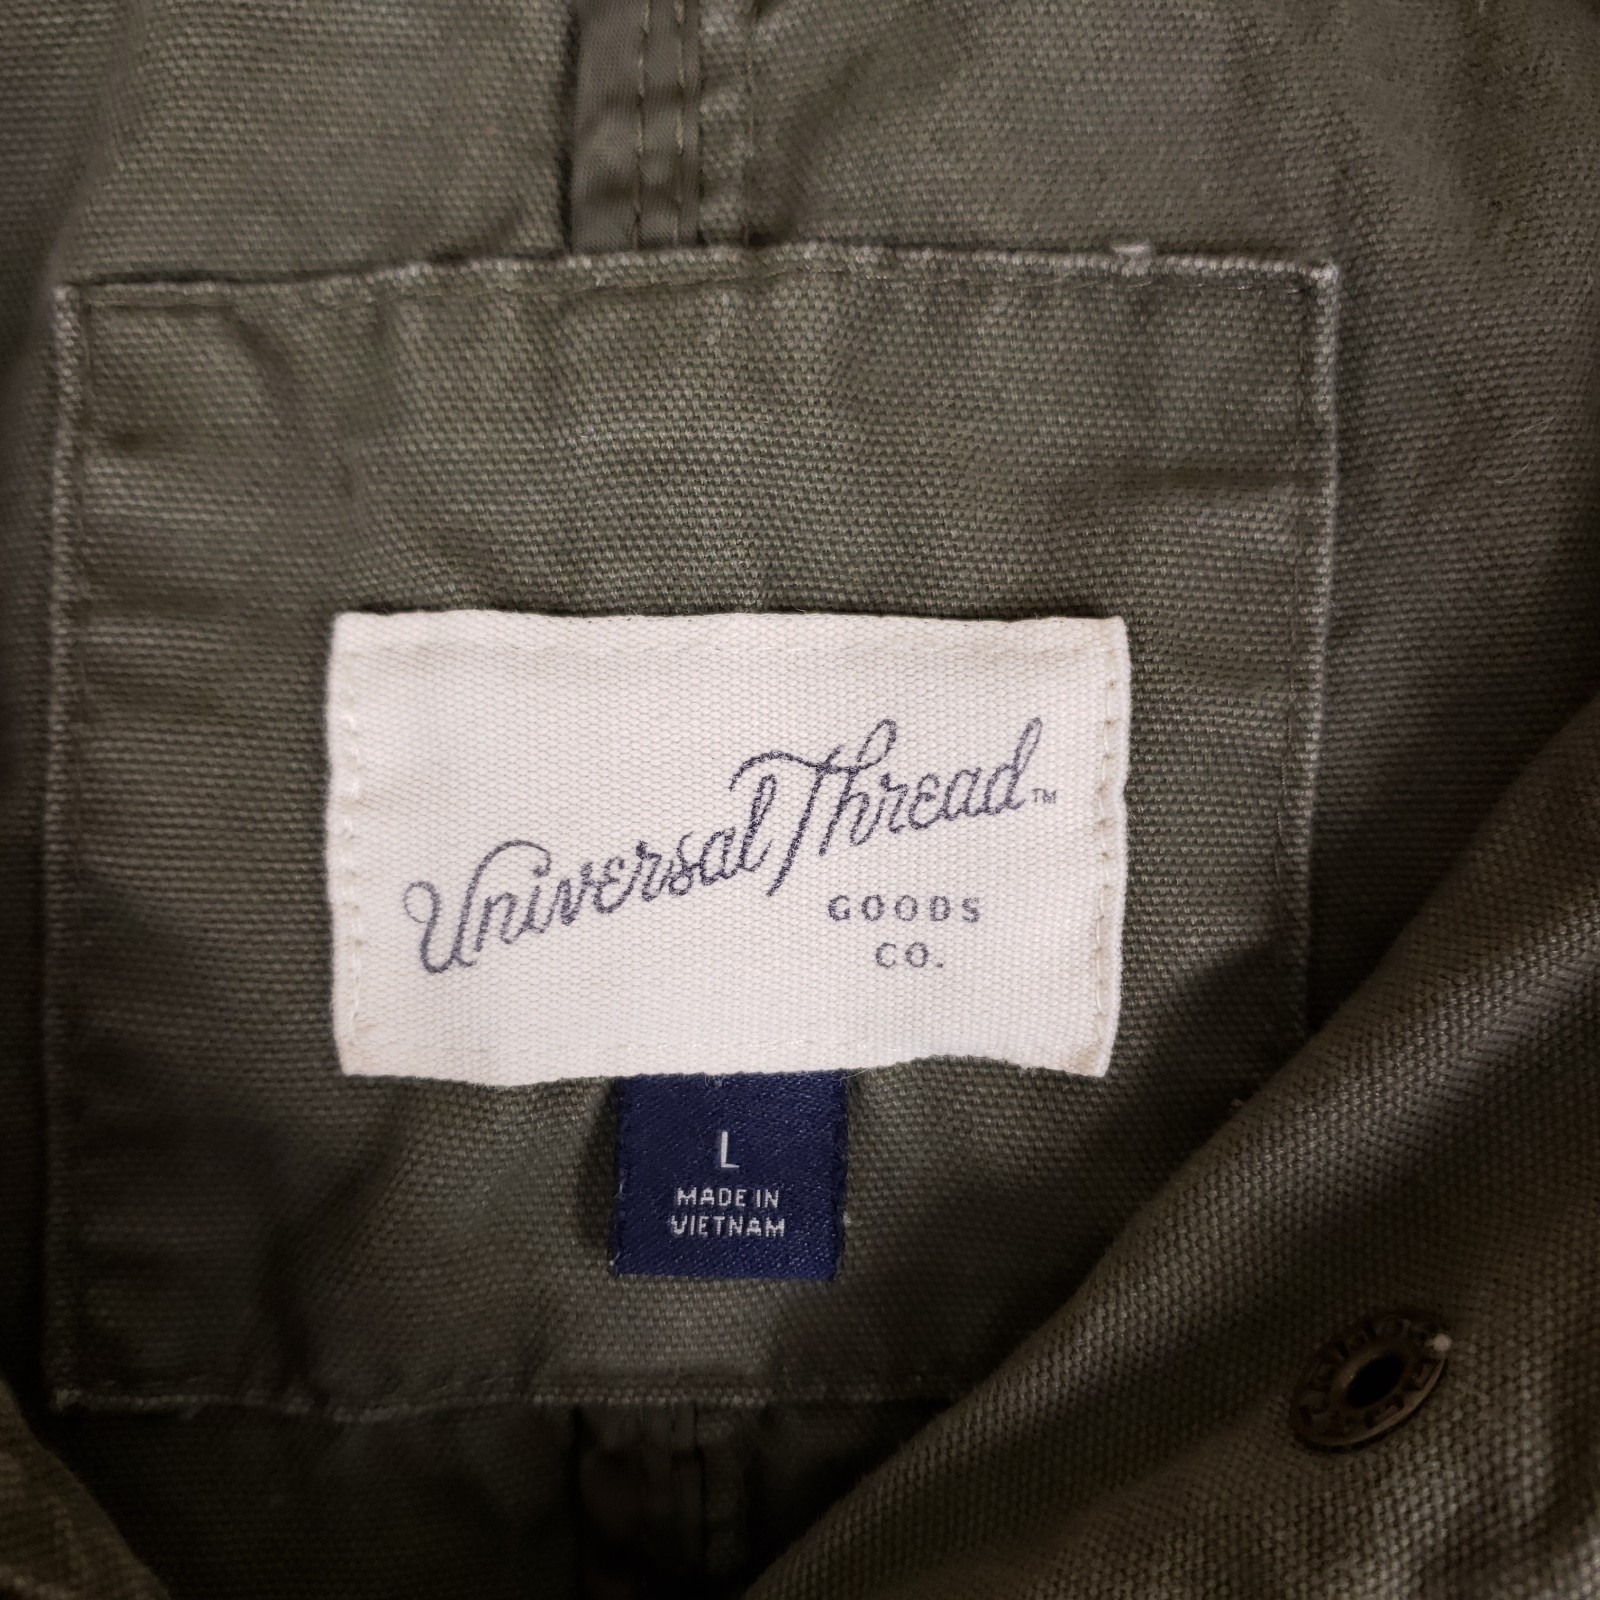 Universal Thread™
GOODS
CO.
L
MADE IN
VIETNAM